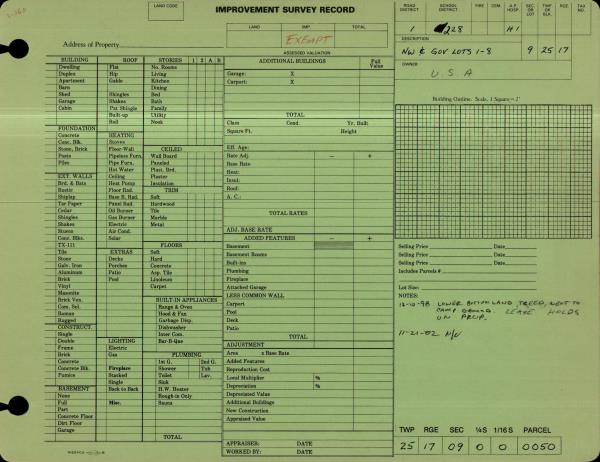 LAND CODE
IMPROVEMENT SURVEY RECORD
LAND IMP. TOTAL
EXEMPT
ASSESSED VALUATION
Address of Property
ROAD DISTRICT SCHOOL DISTRICT FIRE CEM. A.P. HOSP. SEC OR LOT TWP OR BLK. RGE TWP
1 228 H1
DESCRIPTION
NW & GOV LOTS 1-8 9 25 17
OWNER
U.S.A
Building Outline. Scale, 1 Square = 2'
BUILDING ROOF
Dwelling Flat
Duplex Hip
Apartment Gable
Barn
Shed Shingles
Garage Shakes
Cabin Pat Shingle
Built-up
Roll
FOUNDATION
Concrete HEATING
Conc. Blk. Stoves
Stone, Brick Floor-Wall
Posts Pipeless Furn.
Piles Pipe Furn.
Hot Water
EXT. WALLS Ceiling
Brd. & Bats Heat Pump
Rustic Floor Rad.
Shiplap Base B. Rad.
Tar Paper Panel Rad.
Cedar Oil Burner
Shingles Gas Burner
Shakes Electric
Stucco Air Cond.
Conc. Blks. Solar
TX-111
Tile EXTRAS
Stone Decks
Galv. Iron Porches
Aluminum Patio
Brick Pool
Vinyl
Masonite
Brick Ven.
Com. Sel.
Roman
Rugged
CONSTRUCT.
Single
Double LIGHTING
Frame Electric
Brick Gas
Concrete
Concrete Blk. Fireplace
Pumice Stacked
Single
BASEMENT Back to Back
None
Full Misc.
Part
Concrete Floor
Dirt Floor
Garage
STORIES 1 2 A B
No. Rooms
Living
Kitchen
Dining
Bed
Bath
Family
Utility
Nook
CEILED
Wall Board
Paneled
Plast. Brd.
Plaster
Insulation
TRIM
Soft
Hardwood
Tile
Marble
Metal
FLOORS
Soft
Hard
Concrete
Asp. Tile
Linoleum
Carpet
BUILT-IN APPLIANCES
Range & Oven
Hood & Fan
Garbage Disp.
Dishwasher
Inter Com.
Bar-B-Que
PLUMBING
1st G. 2nd G.
Shower Tub
Toilet Lav.
Sink
H.W. Heater
Rough-in Only
Sauna
TOTAL
ADDITIONAL BUILDINGS Full Value
Garage: X
Carport: X
TOTAL
Class Cond. Yr. Built
Square Ft. Height
Eff. Age:
Rate Adj. − +
Base Rate
Heat:
Insul:
Roof:
A. C.:
TOTAL RATES
ADJ. BASE RATE
ADDED FEATURES − +
Basement
Basement Rooms
Built-ins
Plumbing
Fireplace
Attached Garage
LESS COMMON WALL
Carport
Pool
Deck
Patio
TOTAL
ADJUSTMENT
Area x Base Rate
Added Features
Reproduction Cost
Local Multiplier %
Depreciation %
Depreciated Value
Additional Buildings
New Construction
Appraised Value
APPRAISER: DATE
WORKED BY: DATE
Selling Price Date
Selling Price Date
Selling Price Date
Includes Parcels #
Lot Size:
NOTES:
12-10-98 LOWER BOTTOM LAND, TREED, NEXT TO
CAMP GROUND. LEASE HOLDS
ON PRCP.
11-21-02 N/C
TWP RGE SEC ¼S 1/16S PARCEL
25 17 09 0 0 0050